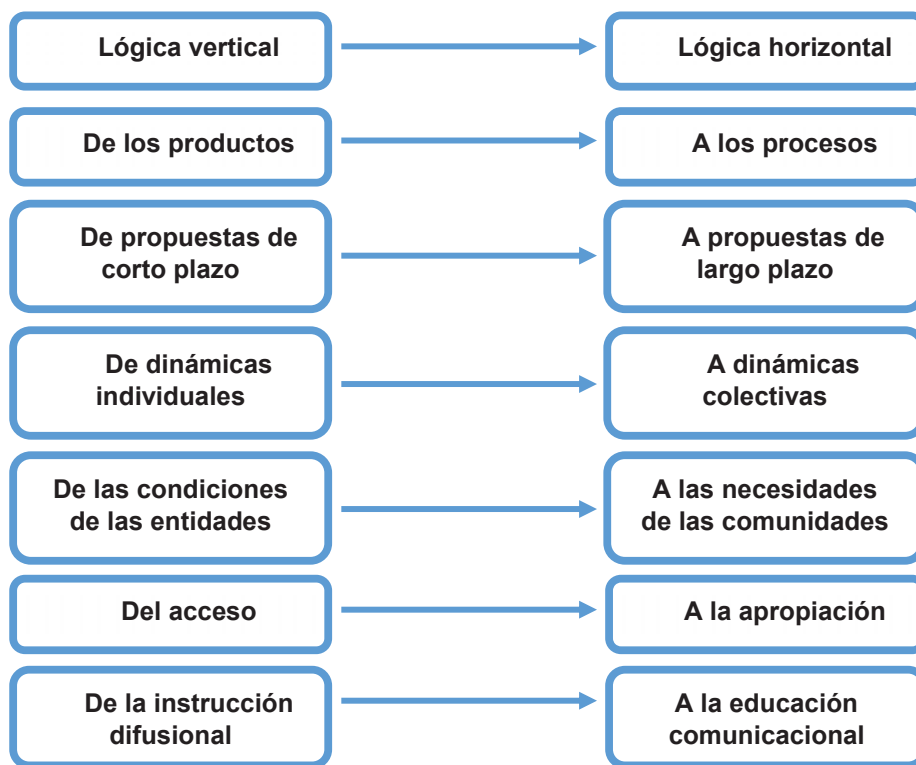 Lógica vertical
Lógica horizontal
De los productos
A los procesos
De propuestas de
corto plazo
A propuestas de
largo plazo
De dinámicas
individuales
A dinámicas
colectivas
De las condiciones
de las entidades
A las necesidades
de las comunidades
Del acceso
A la apropiación
De la instrucción
difusional
A la educación
comunicacional